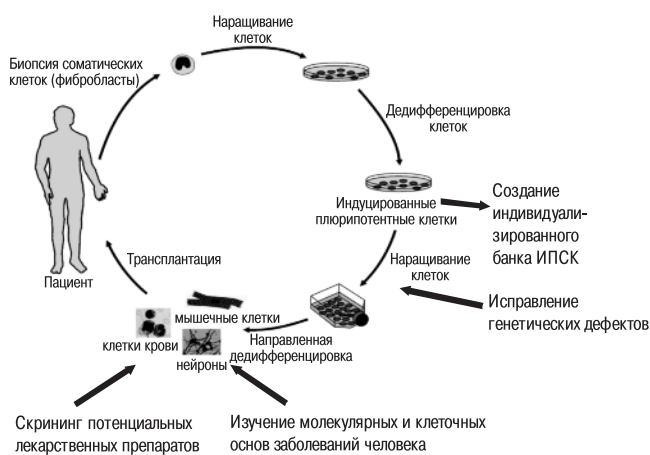 Наращивание
клеток
Биопсия соматических
клеток (фибробласты)
Дедифференцировка
клеток
Индуцированные
плюрипотентные клетки
Создание
индивидуали-
зированного
банка ИПСК
Наращивание
клеток
Исправление
генетических дефектов
Трансплантация
Пациент
мышечные клетки
клетки крови
нейроны
Направленная
дедифференцировка
Скрининг потенциальных
лекарственных препаратов
Изучение молекулярных и клеточных
основ заболеваний человека